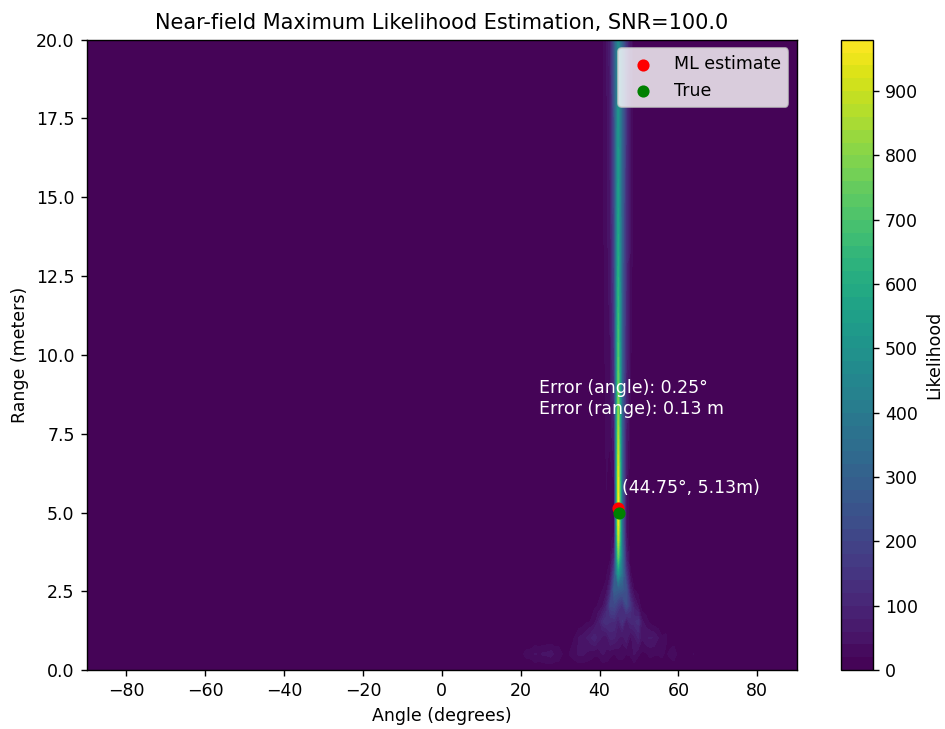 Near-field Maximum Likelihood Estimation, SNR=100.0
ML estimate
True
Error (angle): 0.25°
Error (range): 0.13 m
(44.75°, 5.13m)
20.0
17.5
15.0
12.5
10.0
7.5
5.0
2.5
0.0
Range (meters)
−80 −60 −40 −20 0 20 40 60 80
Angle (degrees)
900
800
700
600
500
400
300
200
100
0
Likelihood